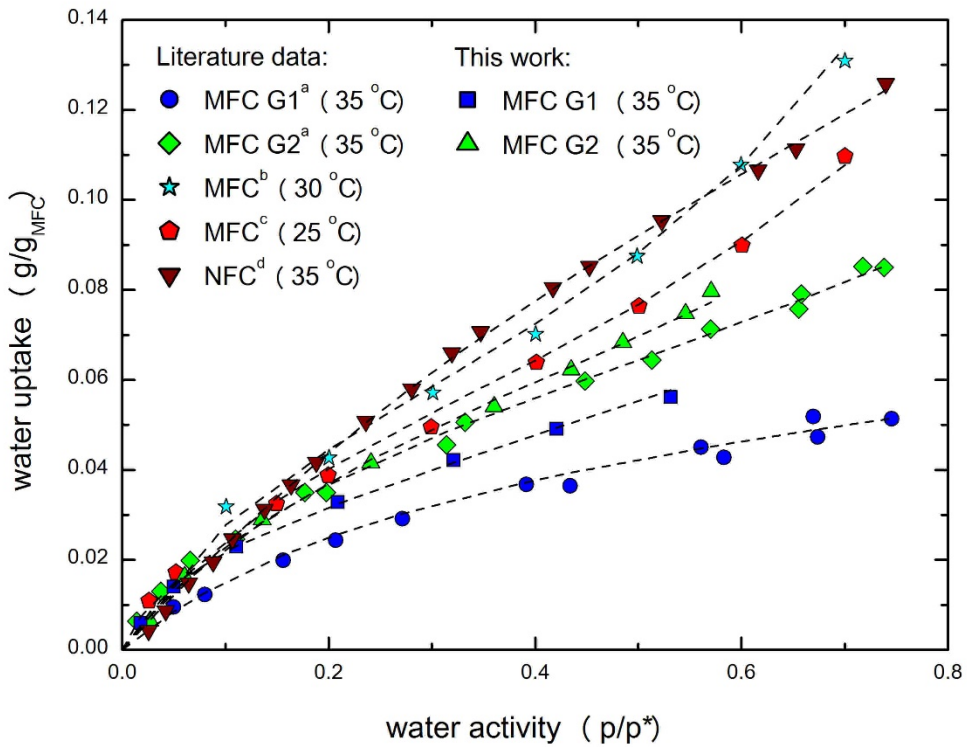 0.14
0.12
0.10
0.08
0.06
0.04
0.02
0.00
water uptake (g/g_MFC)
Literature data:
MFC G1ᵃ (35 °C)
MFC G2ᵃ (35 °C)
MFCᵇ (30 °C)
MFCᶜ (25 °C)
NFCᵈ (35 °C)
This work:
MFC G1 (35 °C)
MFC G2 (35 °C)
0.0 0.2 0.4 0.6 0.8
water activity (p/p*)